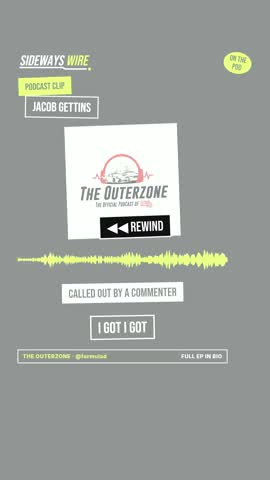 SIDEWAYS WIRE.
ON THE POD
PODCAST CLIP
JACOB GETTINS
THE OUTERZONE
THE OFFICIAL PODCAST OF
REWIND
CALLED OUT BY A COMMENTER
I GOT I GOT
THE OUTERZONE · @formulad FULL EP IN BIO